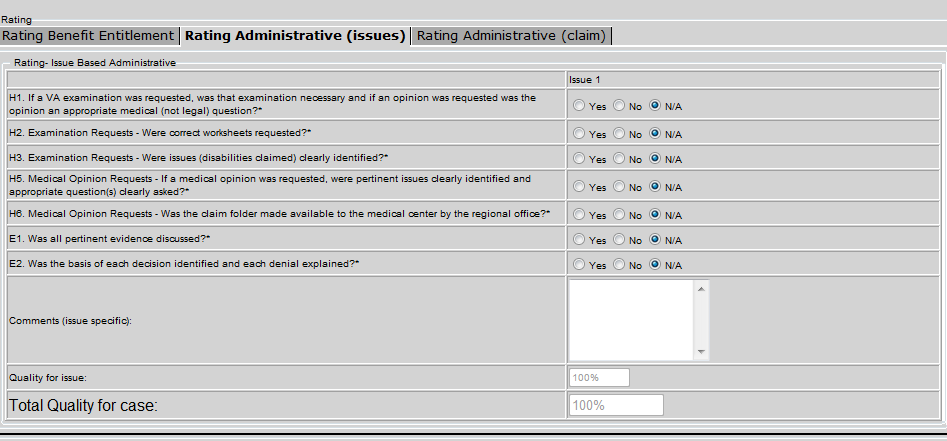 Rating
Rating Benefit Entitlement Rating Administrative (issues) Rating Administrative (claim)
Rating- Issue Based Administrative
Issue 1
H1. If a VA examination was requested, was that examination necessary and if an opinion was requested was the
opinion an appropriate medical (not legal) question?*
Yes No N/A
H2. Examination Requests - Were correct worksheets requested?*
Yes No N/A
H3. Examination Requests - Were issues (disabilities claimed) clearly identified?*
Yes No N/A
H5. Medical Opinion Requests - If a medical opinion was requested, were pertinent issues clearly identified and
appropriate question(s) clearly asked?*
Yes No N/A
H6. Medical Opinion Requests - Was the claim folder made available to the medical center by the regional office?*
Yes No N/A
E1. Was all pertinent evidence discussed?*
Yes No N/A
E2. Was the basis of each decision identified and each denial explained?*
Yes No N/A
Comments (issue specific):
Quality for issue:
100%
Total Quality for case:
100%